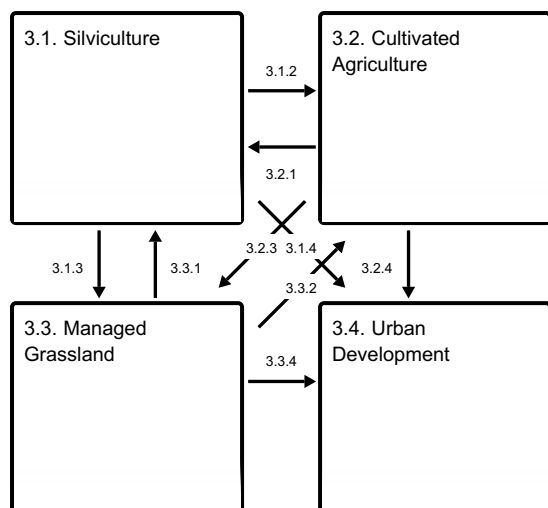 3.1. Silviculture
3.2. Cultivated
Agriculture
3.1.2
3.2.1
3.2.3
3.1.4
3.1.3
3.3.1
3.2.4
3.3.2
3.3. Managed
Grassland
3.4. Urban
Development
3.3.4